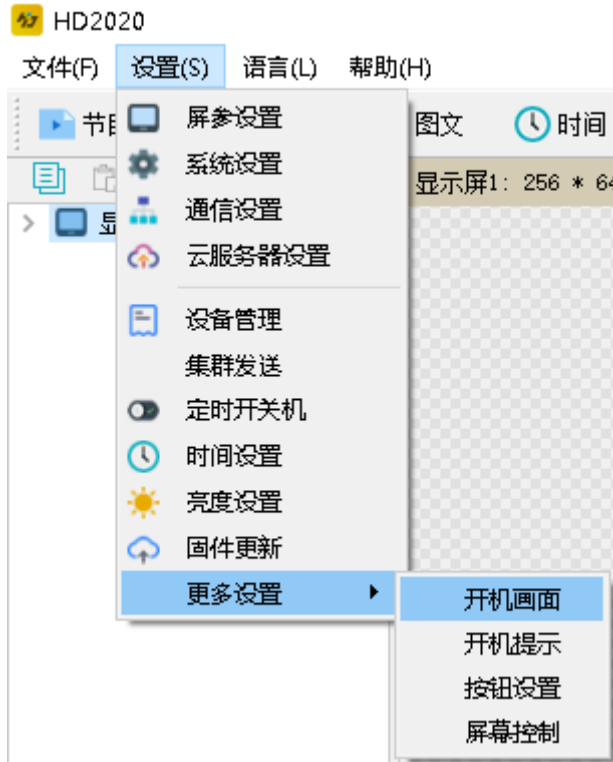 HD2020
文件(F) 设置(S) 语言(L) 帮助(H)
屏参设置
图文
时间
系统设置
显示屏1: 256 * 64
通信设置
云服务器设置
设备管理
集群发送
定时开关机
时间设置
亮度设置
固件更新
更多设置
开机画面
开机提示
按钮设置
屏幕控制